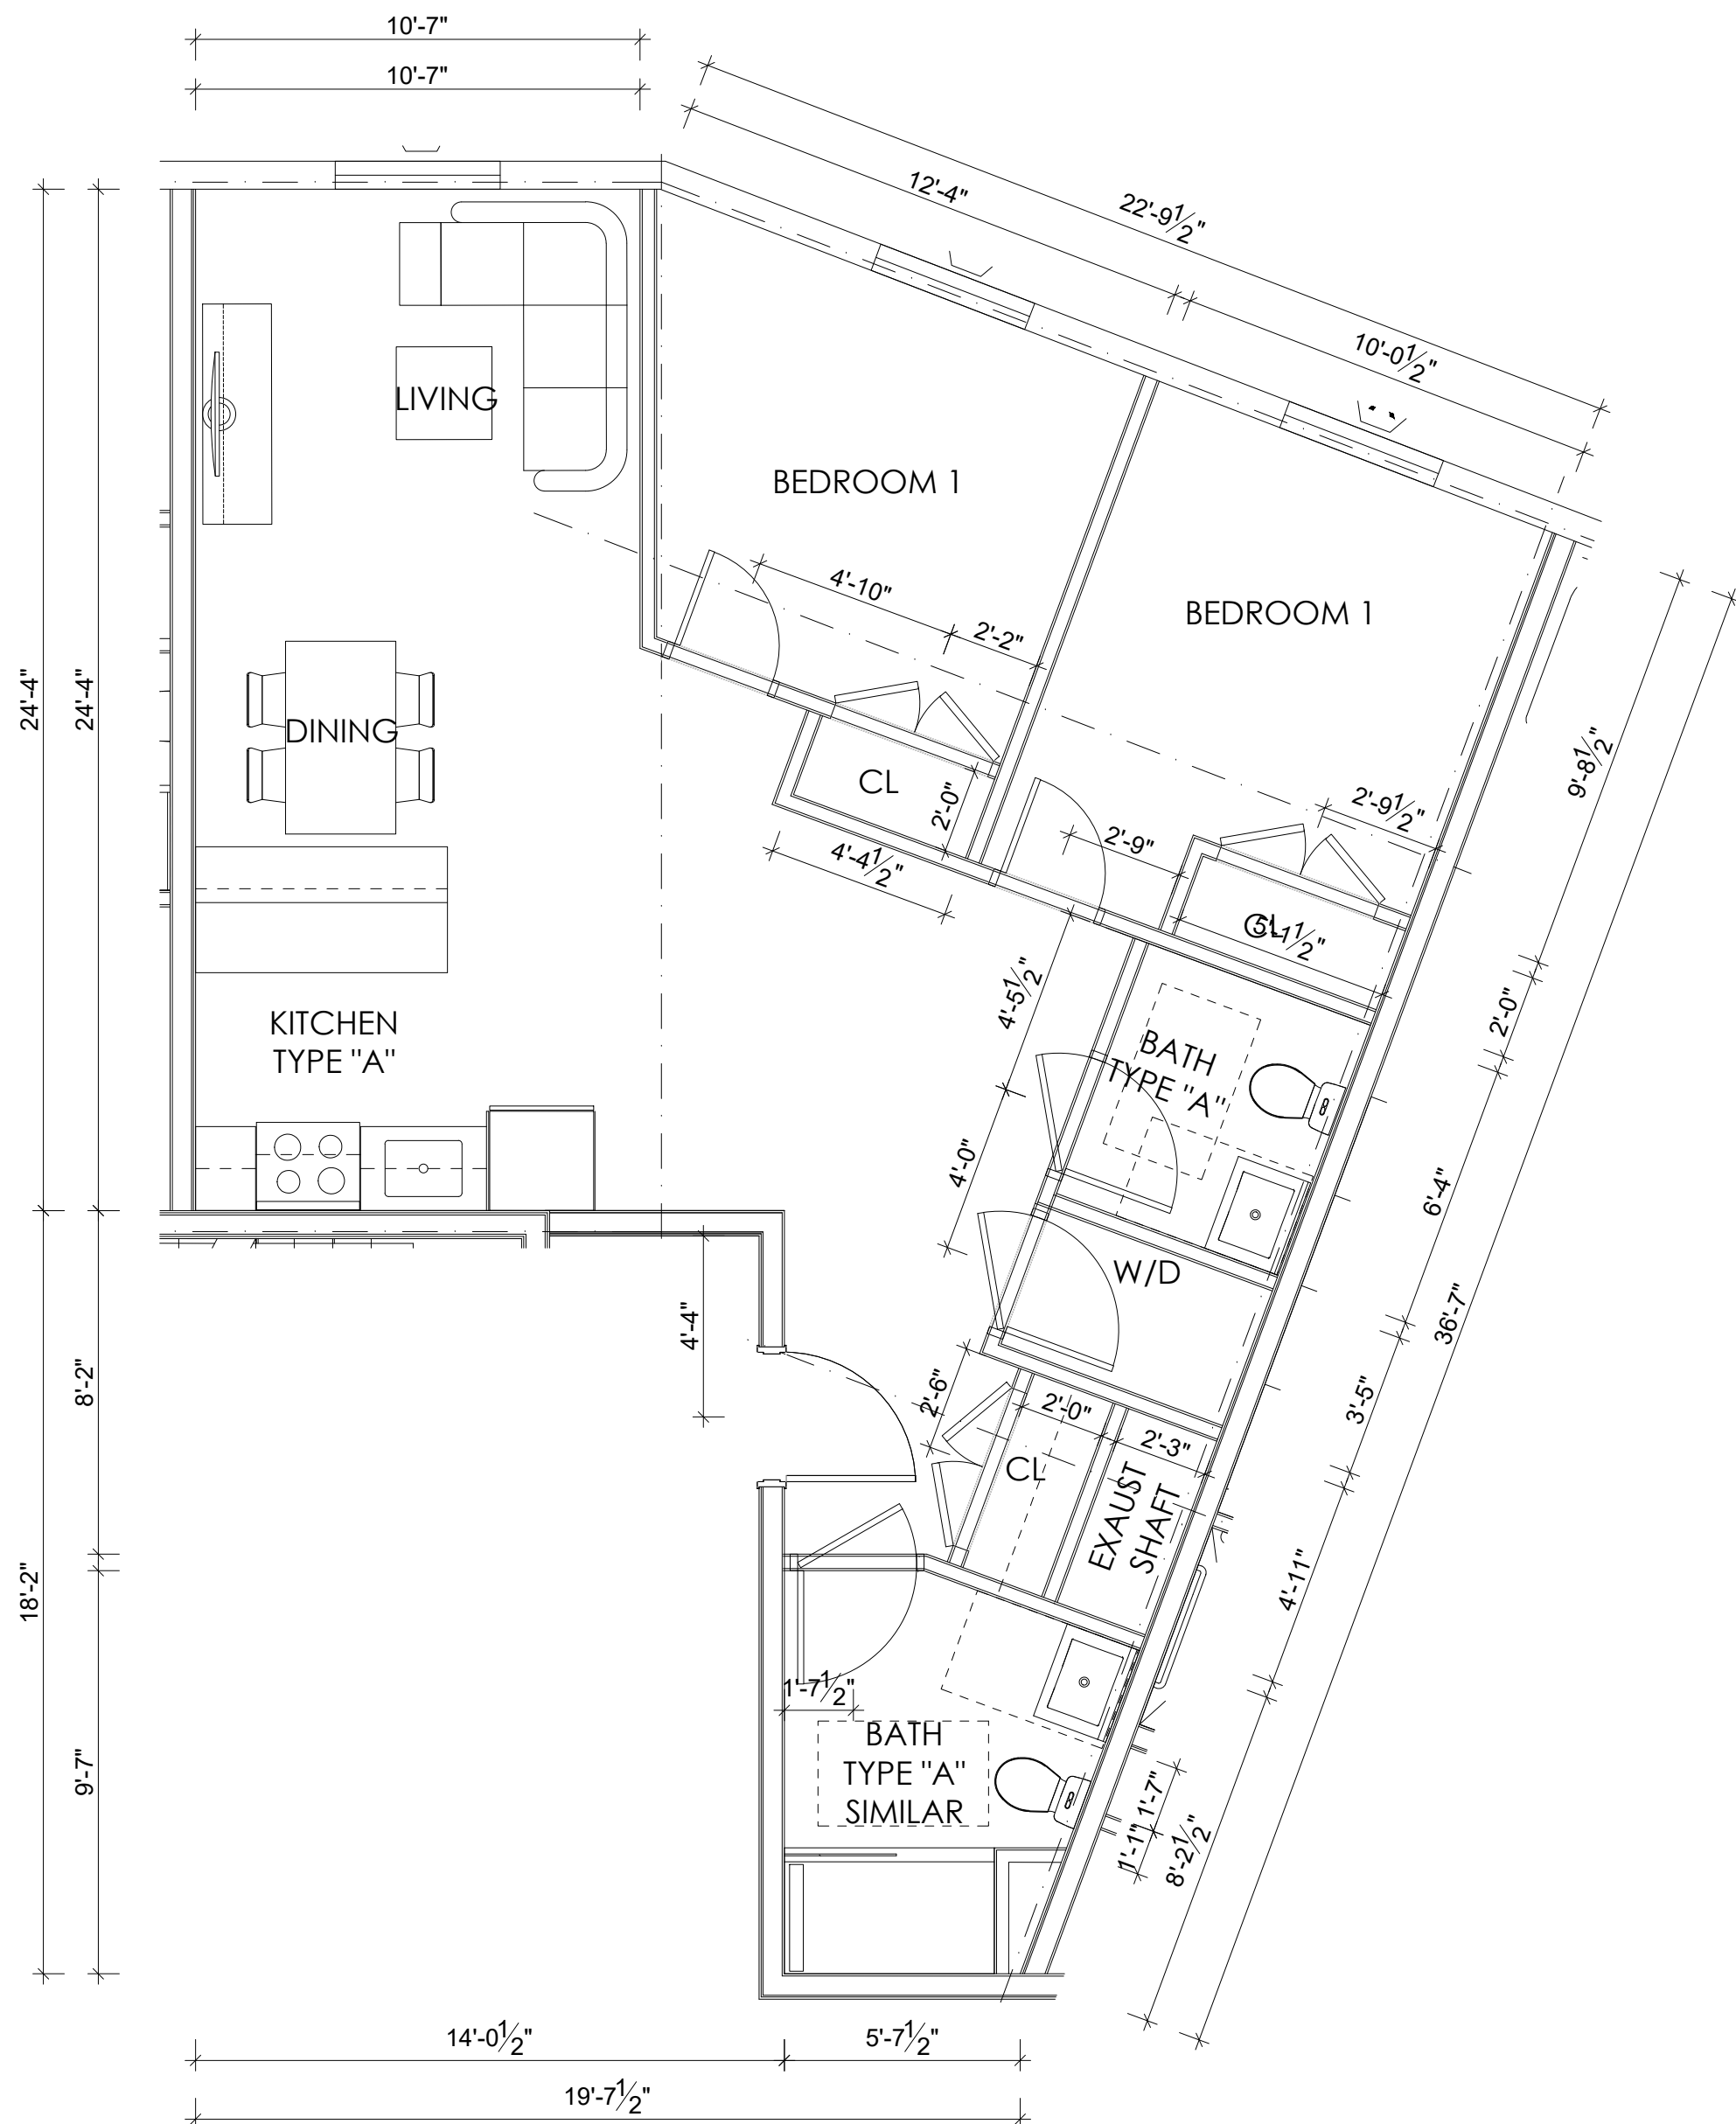 10'-7"
10'-7"
12'-4"
22'-9 1/2"
10'-0 1/2"
LIVING
BEDROOM 1
4'-10"
2'-2"
BEDROOM 1
24'-4"
24'-4"
DINING
CL
2'-0"
4'-4 1/2"
2'-9"
2'-9 1/2"
9'-8 1/2"
CL
5'-1 1/2"
4'-5 1/2"
2'-0"
KITCHEN
TYPE "A"
BATH
TYPE "A"
4'-0"
6'-4"
W/D
4'-4"
36'-7"
8'-2"
2'-6"
2'-0"
2'-3"
3'-5"
CL
EXAUST
SHAFT
18'-2"
4'-11"
1'-7 1/2"
BATH
TYPE "A"
SIMILAR
9'-7"
1'-7"
1'-1"
8'-2 1/2"
14'-0 1/2"
5'-7 1/2"
19'-7 1/2"